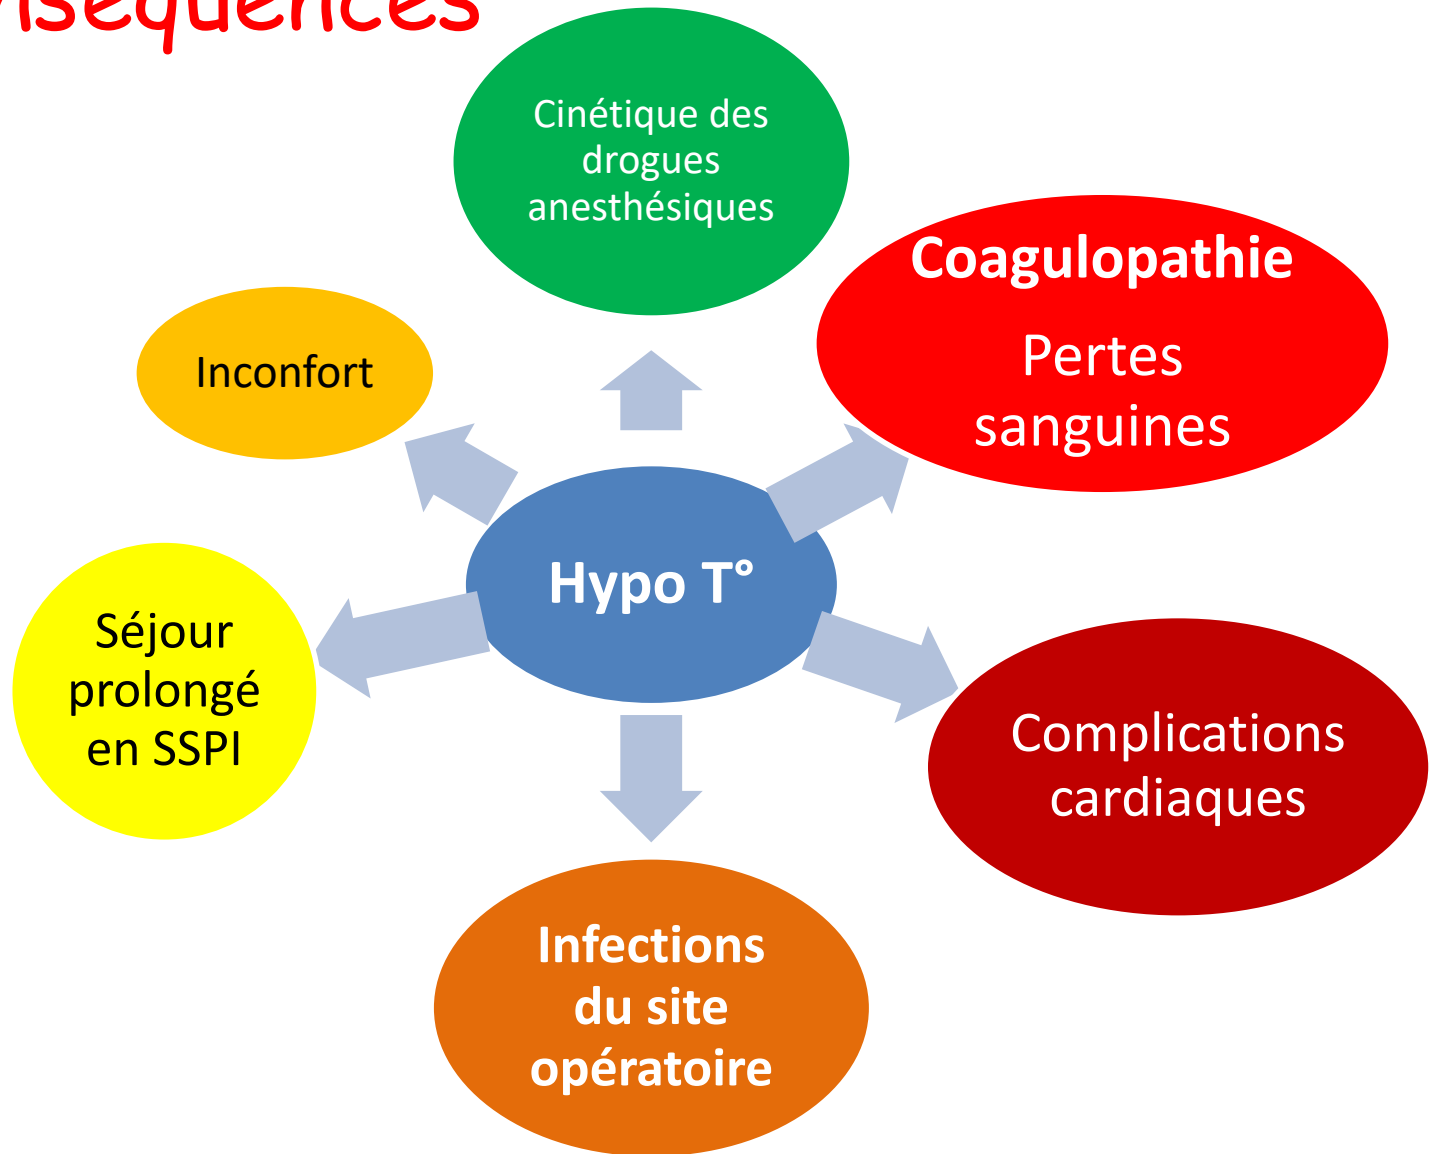 nséquences
Cinétique des
drogues
anesthésiques
Coagulopathie
Pertes
sanguines
Inconfort
Hypo T°
Séjour
prolongé
en SSPI
Complications
cardiaques
Infections
du site
opératoire